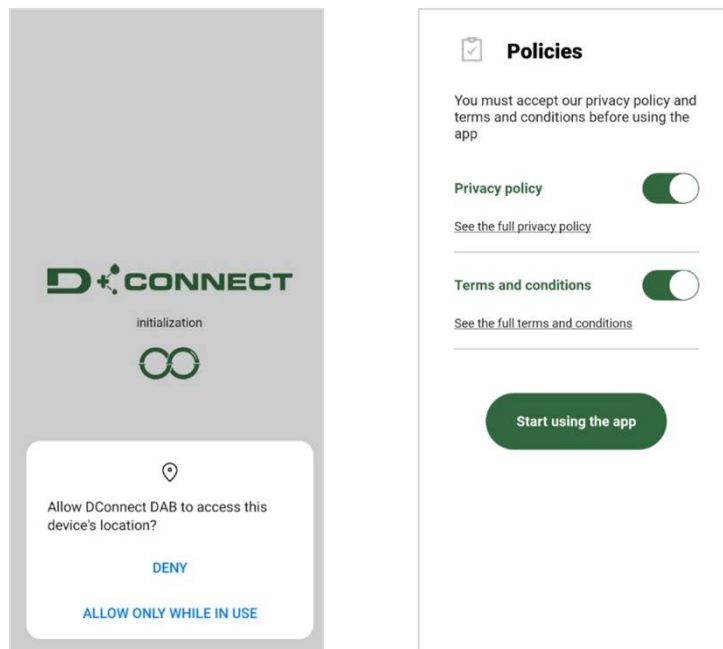 D+CONNECT
initialization
Allow DConnect DAB to access this
device's location?
DENY
ALLOW ONLY WHILE IN USE
Policies
You must accept our privacy policy and
terms and conditions before using the
app
Privacy policy
See the full privacy policy
Terms and conditions
See the full terms and conditions
Start using the app